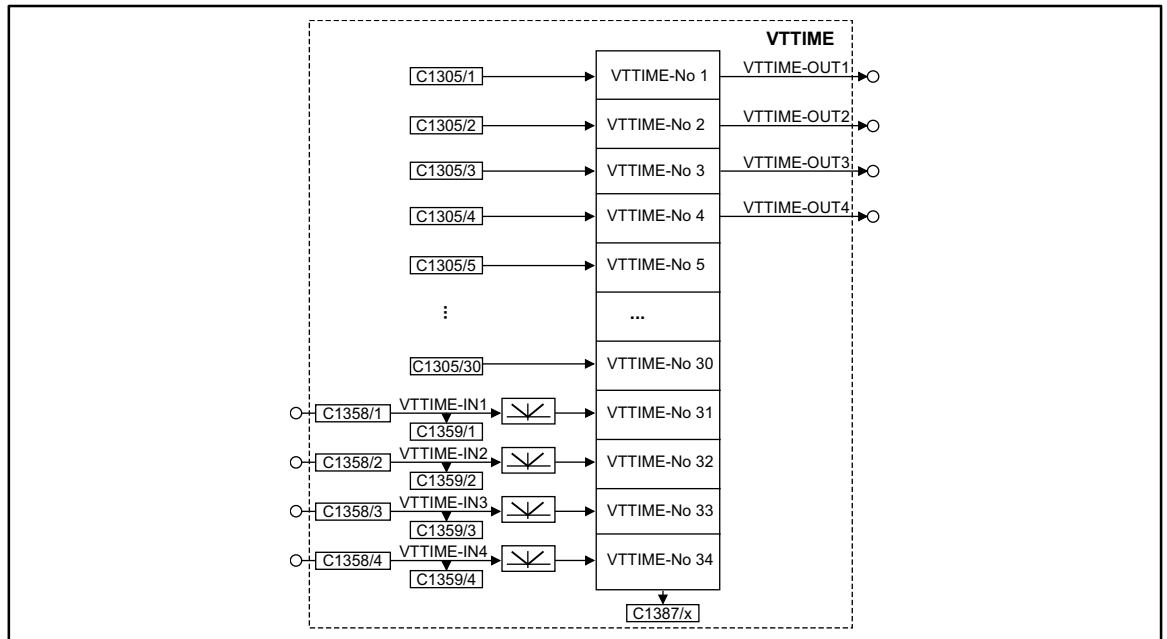 VTTIME
C1305/1 VTTIME-No 1 VTTIME-OUT1
C1305/2 VTTIME-No 2 VTTIME-OUT2
C1305/3 VTTIME-No 3 VTTIME-OUT3
C1305/4 VTTIME-No 4 VTTIME-OUT4
C1305/5 VTTIME-No 5
... ...
C1305/30 VTTIME-No 30
C1358/1 VTTIME-IN1 VTTIME-No 31
C1359/1
C1358/2 VTTIME-IN2 VTTIME-No 32
C1359/2
C1358/3 VTTIME-IN3 VTTIME-No 33
C1359/3
C1358/4 VTTIME-IN4 VTTIME-No 34
C1359/4
C1387/x